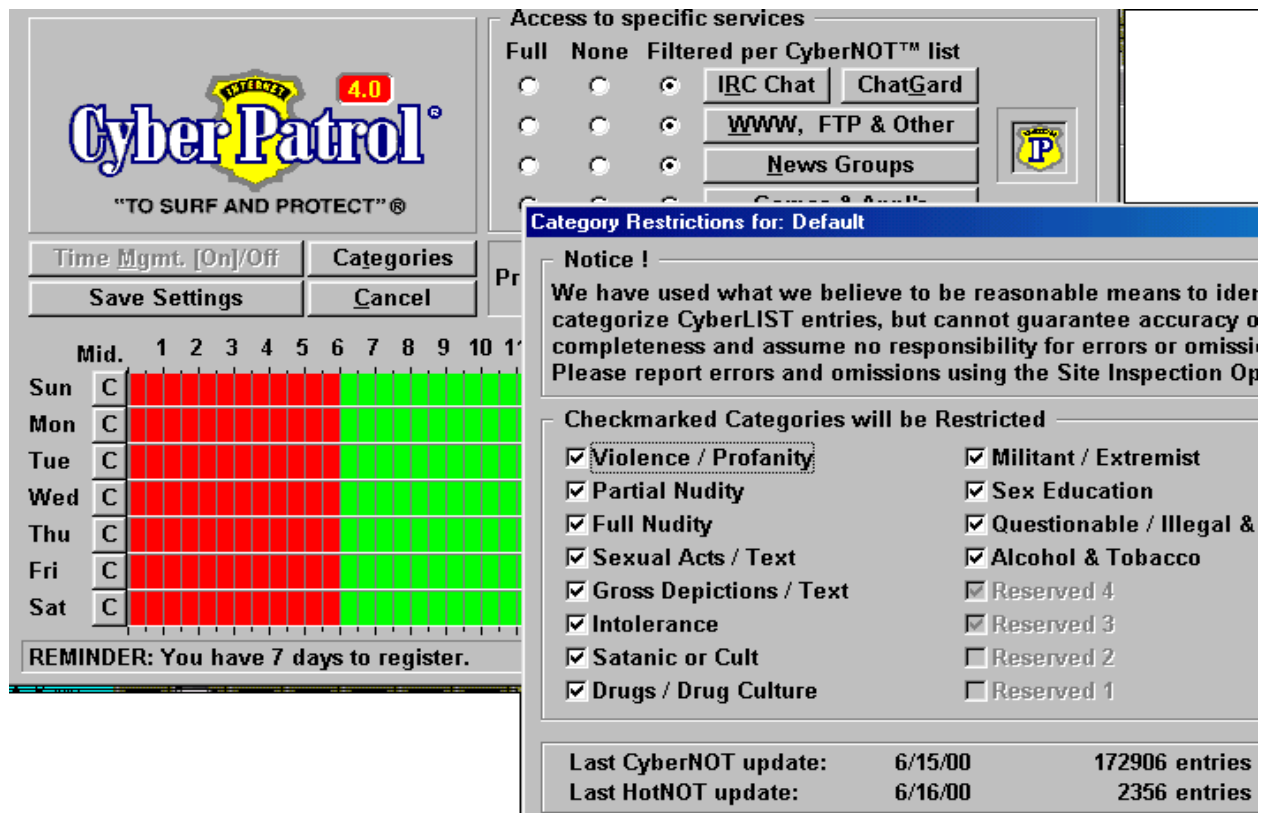 Access to specific services
Full None Filtered per CyberNOT™ list
INTERNET
4.0
Cyber Patrol®
"TO SURF AND PROTECT"®
IRC Chat ChatGard
WWW, FTP & Other
News Groups
P
Time Mgmt. [On]/Off Categories
Save Settings Cancel
Mid. 1 2 3 4 5 6 7 8 9 10
Sun C
Mon C
Tue C
Wed C
Thu C
Fri C
Sat C
REMINDER: You have 7 days to register.
Category Restrictions for: Default
Notice !
We have used what we believe to be reasonable means to
categorize CyberLIST entries, but cannot guarantee accuracy
completeness and assume no responsibility for errors or
Please report errors and omissions using the Site Inspection
Checkmarked Categories will be Restricted
Violence / Profanity Militant / Extremist
Partial Nudity Sex Education
Full Nudity Questionable / Illegal &
Sexual Acts / Text Alcohol & Tobacco
Gross Depictions / Text Reserved 4
Intolerance Reserved 3
Satanic or Cult Reserved 2
Drugs / Drug Culture Reserved 1
Last CyberNOT update: 6/15/00 172906 entries
Last HotNOT update: 6/16/00 2356 entries